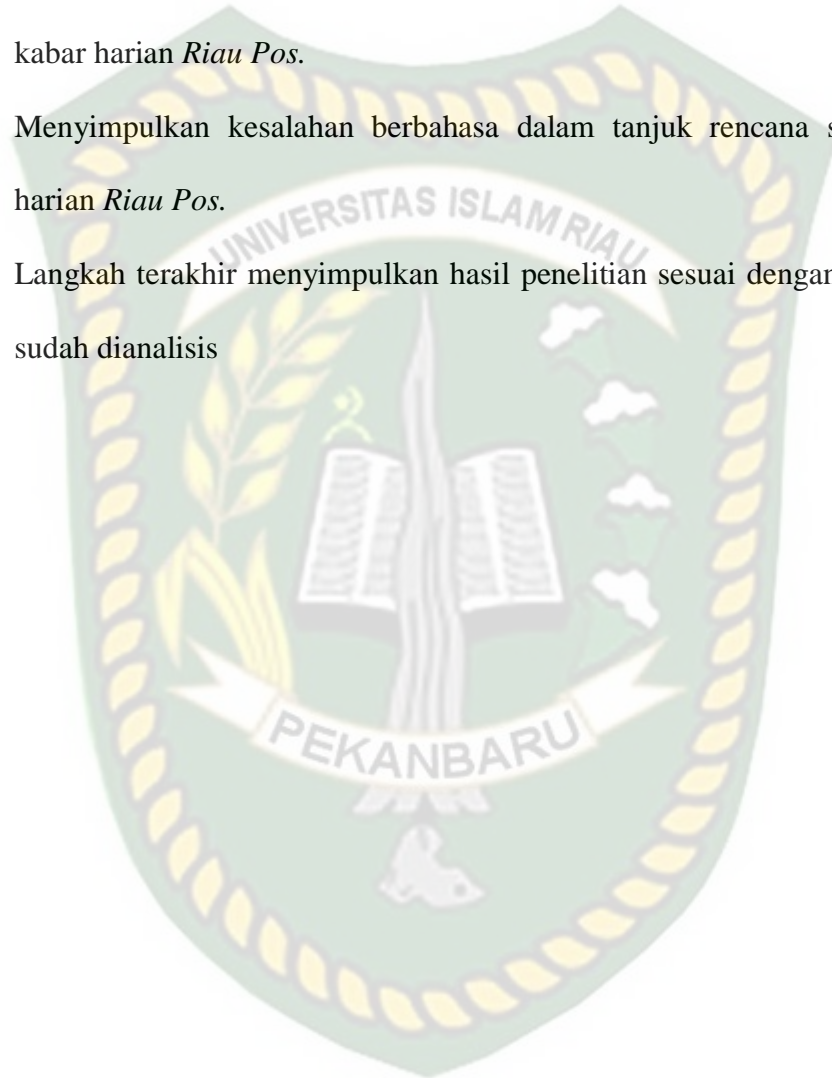 kabar harian Riau Pos.
Menyimpulkan kesalahan berbahasa dalam tanjuk rencana s
harian Riau Pos.
UNIVERSITAS ISLAM RIAU
Langkah terakhir menyimpulkan hasil penelitian sesuai dengan
sudah dianalisis
PEKANBARU